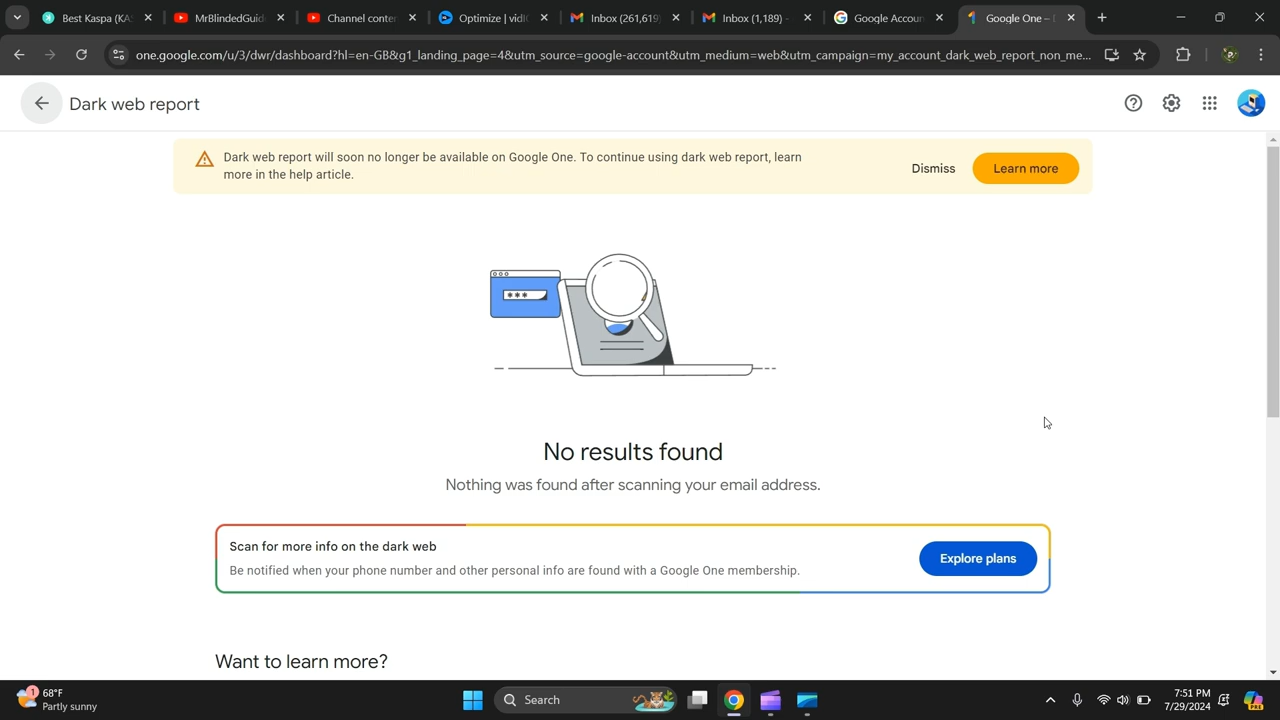 Best Kaspa (KAS
MrBlindedGuid
Channel conter
Optimize | vidIC
Inbox (261,619)
Inbox (1,189) -
Google Accoun
Google One – D
one.google.com/u/3/dwr/dashboard?hl=en-GB&g1_landing_page=4&utm_source=google-account&utm_medium=web&utm_campaign=my_account_dark_web_report_non_me...
Dark web report
Dark web report will soon no longer be available on Google One. To continue using dark web report, learn
more in the help article.
Dismiss
Learn more
***
No results found
Nothing was found after scanning your email address.
Scan for more info on the dark web
Be notified when your phone number and other personal info are found with a Google One membership.
Explore plans
Want to learn more?
1
68°F
Partly sunny
Search
7:51 PM
7/29/2024